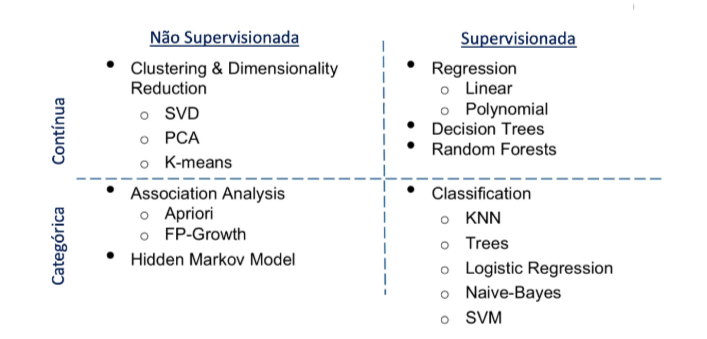 Não Supervisionada
Supervisionada
Contínua
Clustering & Dimensionality
Reduction
SVD
PCA
K-means
Regression
Linear
Polynomial
Decision Trees
Random Forests
Categórica
Association Analysis
Apriori
FP-Growth
Hidden Markov Model
Classification
KNN
Trees
Logistic Regression
Naive-Bayes
SVM